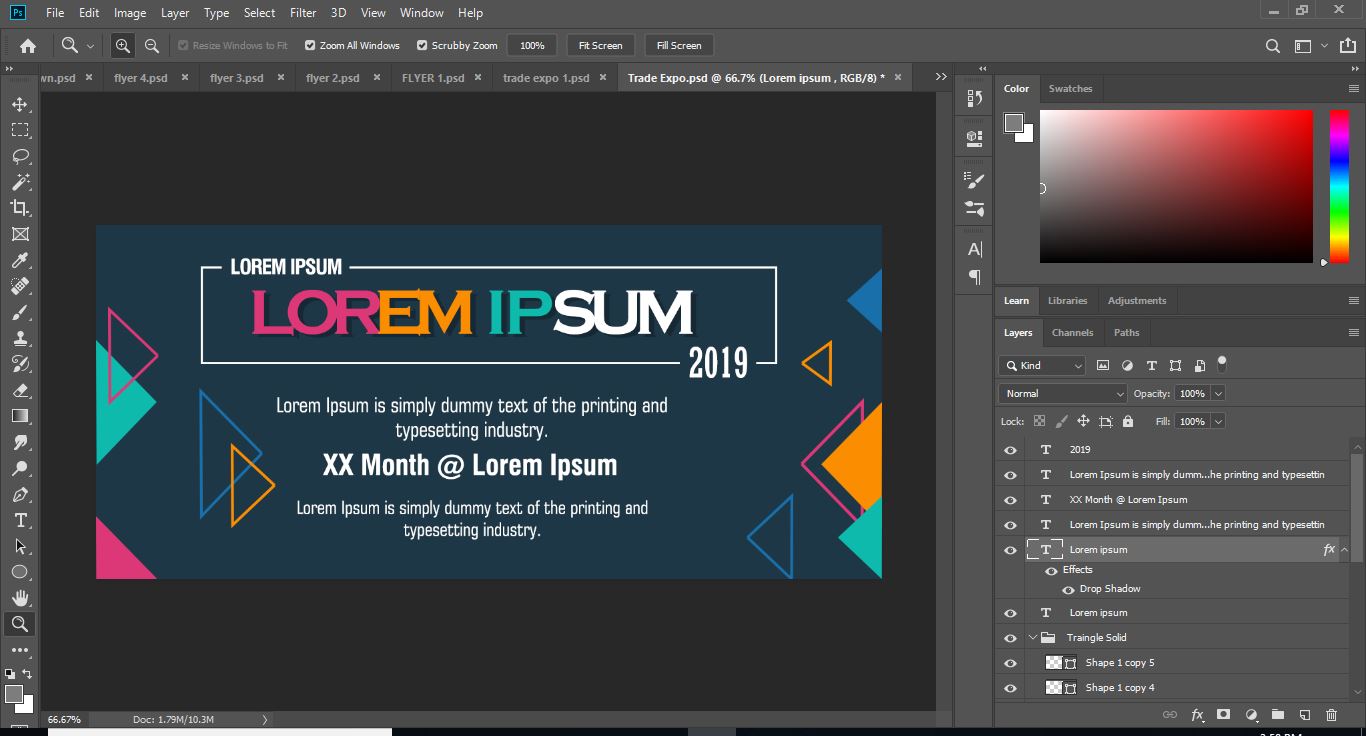 Ps File Edit Image Layer Type Select Filter 3D View Window Help
Resize Windows to Fit Zoom All Windows Scrubby Zoom 100% Fit Screen Fill Screen
wn.psd flyer 4.psd flyer 3.psd flyer 2.psd FLYER 1.psd trade expo 1.psd Trade Expo.psd @ 66.7% (Lorem ipsum , RGB/8) *
LOREM IPSUM
LOREM IPSUM
2019
Lorem Ipsum is simply dummy text of the printing and
typesetting industry.
XX Month @ Lorem Ipsum
Lorem Ipsum is simply dummy text of the printing and
typesetting industry.
66.67% Doc: 1.79M/10.3M
Color Swatches
Learn Libraries Adjustments
Layers Channels Paths
Kind
Normal Opacity: 100%
Lock: Fill: 100%
2019
Lorem Ipsum is simply dumm...he printing and typesettin
XX Month @ Lorem Ipsum
Lorem Ipsum is simply dumm...he printing and typesettin
Lorem ipsum fx
Effects
Drop Shadow
Lorem ipsum
Traingle Solid
Shape 1 copy 5
Shape 1 copy 4
fx